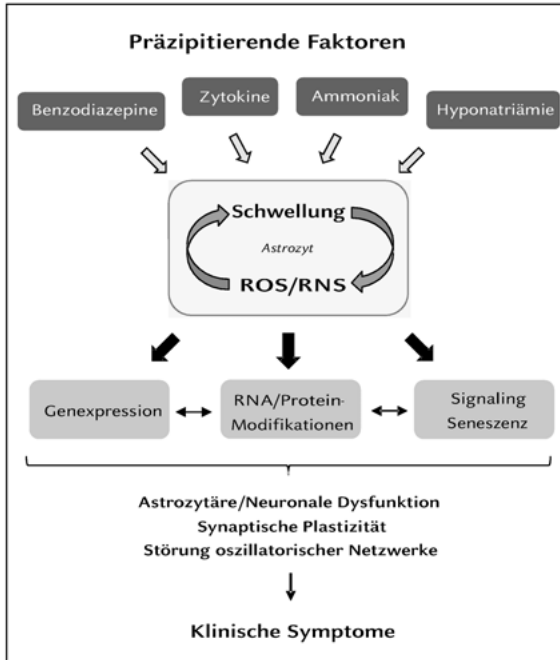 Präzipitierende Faktoren
Benzodiazepine
Zytokine
Ammoniak
Hyponatriämie
Schwellung
Astrozyt
ROS/RNS
Genexpression
RNA/Protein-
Modifikationen
Signaling
Seneszenz
Astrozytäre/Neuronale Dysfunktion
Synaptische Plastizität
Störung oszillatorischer Netzwerke
Klinische Symptome